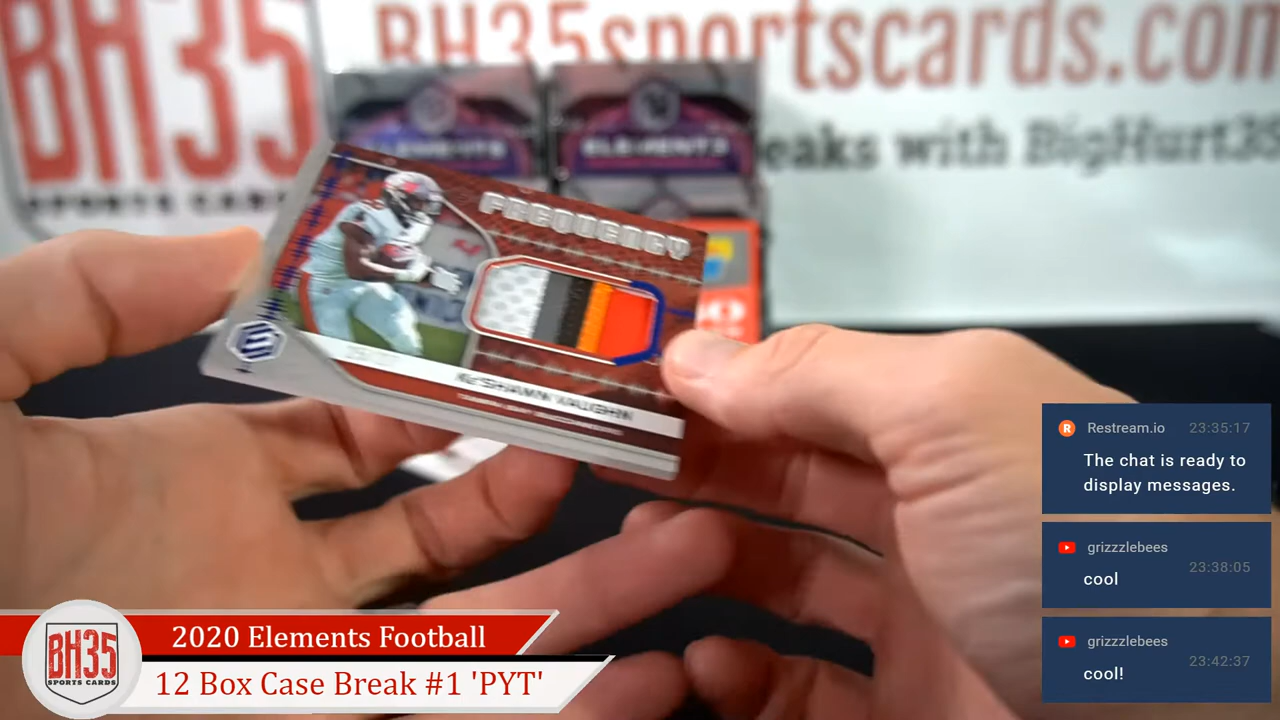 BH35
SPORTS CARDS
BH35sportscards.com
eaks with BigHurt35
ELEMENTS
ELEMENTS
FREQUENCY
KE'SHAWN VAUGHN
Restream.io 23:35:17
The chat is ready to
display messages.
grizzzlebees
23:38:05
cool
grizzzlebees
23:42:37
cool!
BH35
SPORTS CARDS
2020 Elements Football
12 Box Case Break #1 'PYT'